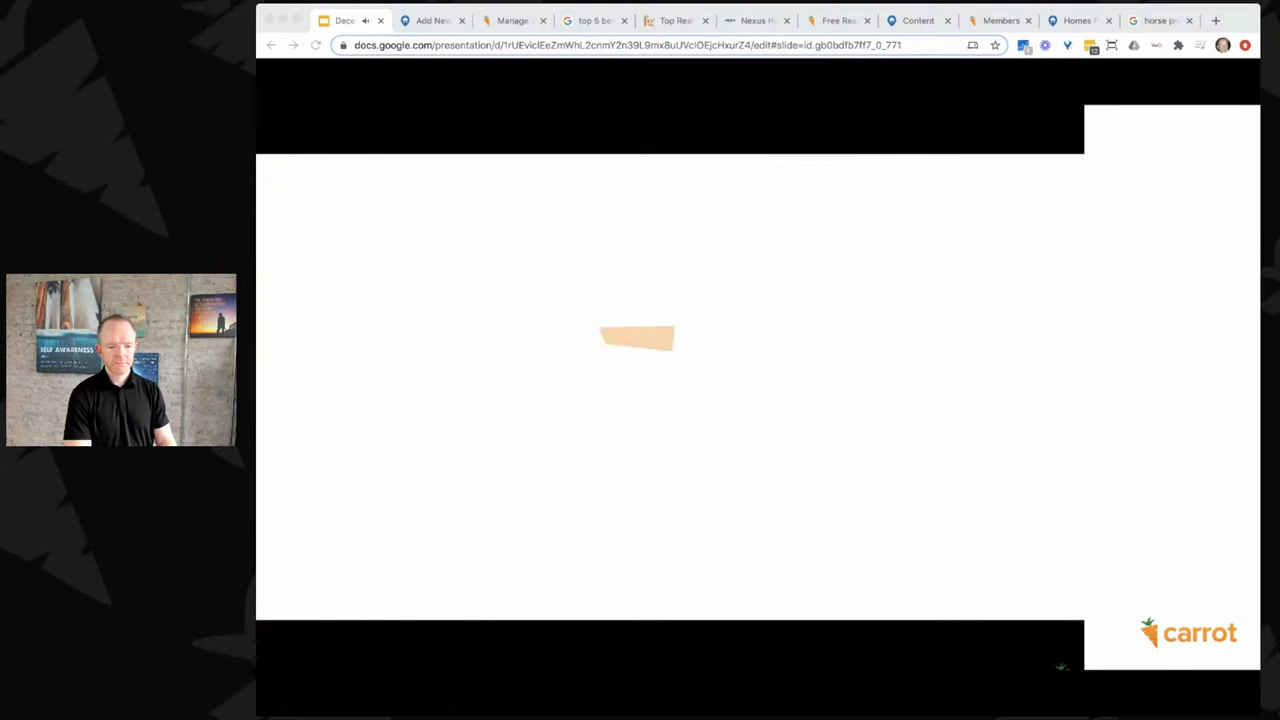 Dece
Add New
Manage
top 5 be
Top Real
Nexus H
Free Rea
Content
Members
Homes F
horse pr
docs.google.com/presentation/d/1rUEvicIEeZmWhL2cnmY2n39L9mx8uUVclOEjcHxurZ4/edit#slide=id.gb0bdfb7ff7_0_771
SELF AWARENESS
carrot